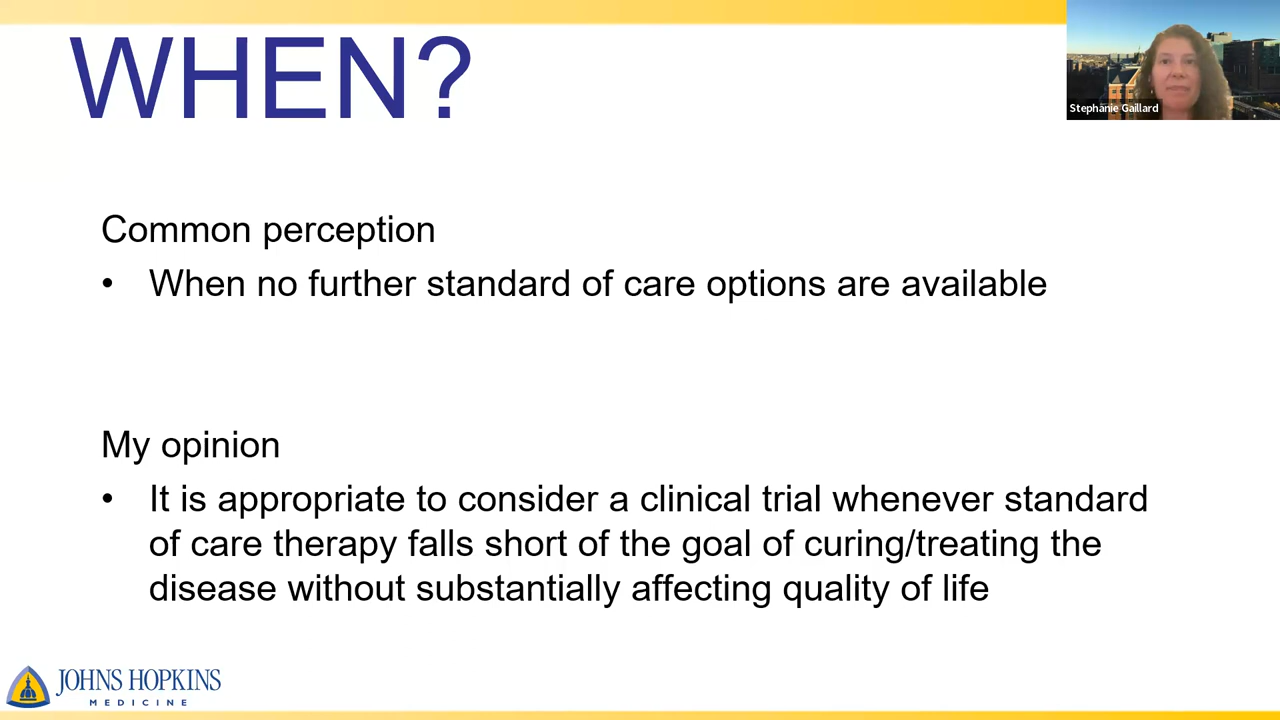 WHEN?
Stephanie Gaillard
Common perception
• When no further standard of care options are available
My opinion
• It is appropriate to consider a clinical trial whenever standard
of care therapy falls short of the goal of curing/treating the
disease without substantially affecting quality of life
JOHNS HOPKINS
MEDICINE